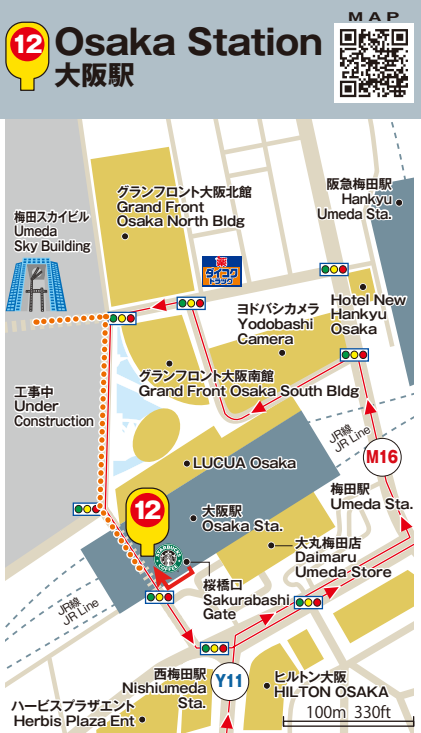 MAP
12 Osaka Station
大阪駅
グランフロント大阪北館
Grand Front
Osaka North Bldg
阪急梅田駅
Hankyu
Umeda Sta.
梅田スカイビル
Umeda
Sky Building
薬
ダイコク
ドラッグ
ヨドバシカメラ
Yodobashi
Camera
Hotel New
Hankyu
Osaka
グランフロント大阪南館
Grand Front Osaka South Bldg
工事中
Under
Construction
JR線
JR Line
M16
LUCUA Osaka
梅田駅
Umeda Sta.
12
大阪駅
Osaka Sta.
大丸梅田店
Daimaru
Umeda Store
桜橋口
Sakurabashi
Gate
JR線
JR Line
西梅田駅
Nishiumeda
Sta.
Y11
ヒルトン大阪
HILTON OSAKA
ハービスプラザエント
Herbis Plaza Ent
100m 330ft